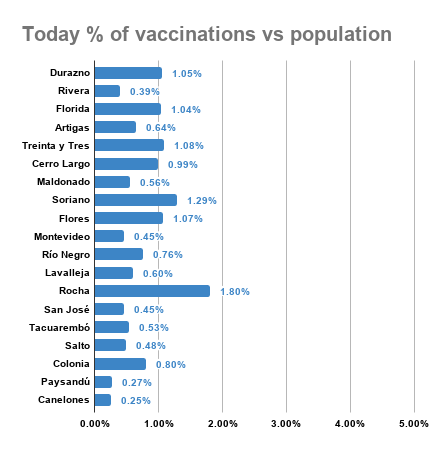 Today % of vaccinations vs population
Durazno 1.05%
Rivera 0.39%
Florida 1.04%
Artigas 0.64%
Treinta y Tres 1.08%
Cerro Largo 0.99%
Maldonado 0.56%
Soriano 1.29%
Flores 1.07%
Montevideo 0.45%
Río Negro 0.76%
Lavalleja 0.60%
Rocha 1.80%
San José 0.45%
Tacuarembó 0.53%
Salto 0.48%
Colonia 0.80%
Paysandú 0.27%
Canelones 0.25%
0.00% 1.00% 2.00% 3.00% 4.00% 5.00%